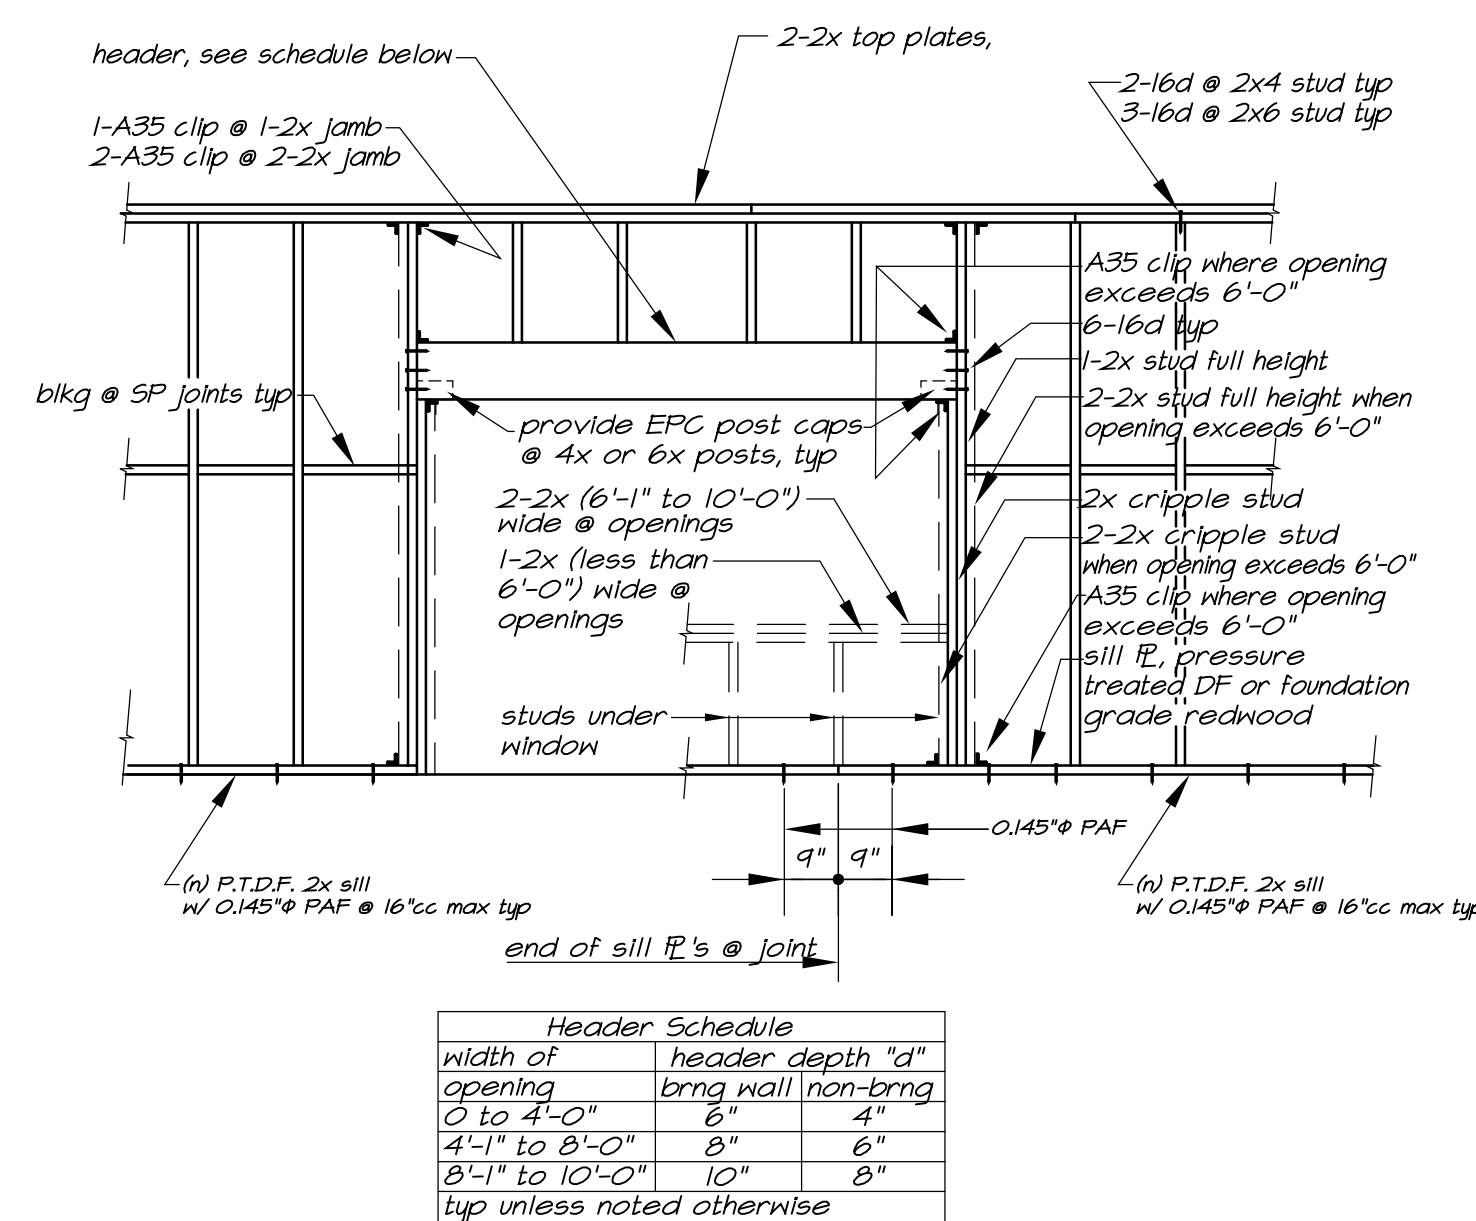 header, see schedule below
2-2x top plates,
2-16d @ 2x4 stud typ
3-16d @ 2x6 stud typ
1-A35 clip @ 1-2x jamb
2-A35 clip @ 2-2x jamb
A35 clip where opening
exceeds 6'-0"
6-16d typ
1-2x stud full height
2-2x stud full height when
opening exceeds 6'-0"
blkg @ SP joints typ
provide EPC post caps
@ 4x or 6x posts, typ
2-2x (6'-1" to 10'-0")
wide @ openings
1-2x (less than
6'-0") wide @
openings
2x cripple stud
2-2x cripple stud
when opening exceeds 6'-0"
A35 clip where opening
exceeds 6'-0"
sill PL, pressure
treated DF or foundation
grade redwood
studs under
window
0.145"Φ PAF
9" 9"
(n) P.T.D.F. 2x sill
w/ 0.145"Φ PAF @ 16"cc max typ
(n) P.T.D.F. 2x sill
w/ 0.145"Φ PAF @ 16"cc max typ
end of sill PL's @ joint
Header Schedule
width of header depth "d"
opening brng wall non-brng
0 to 4'-0" 6" 4"
4'-1" to 8'-0" 8" 6"
8'-1" to 10'-0" 10" 8"
typ unless noted otherwise